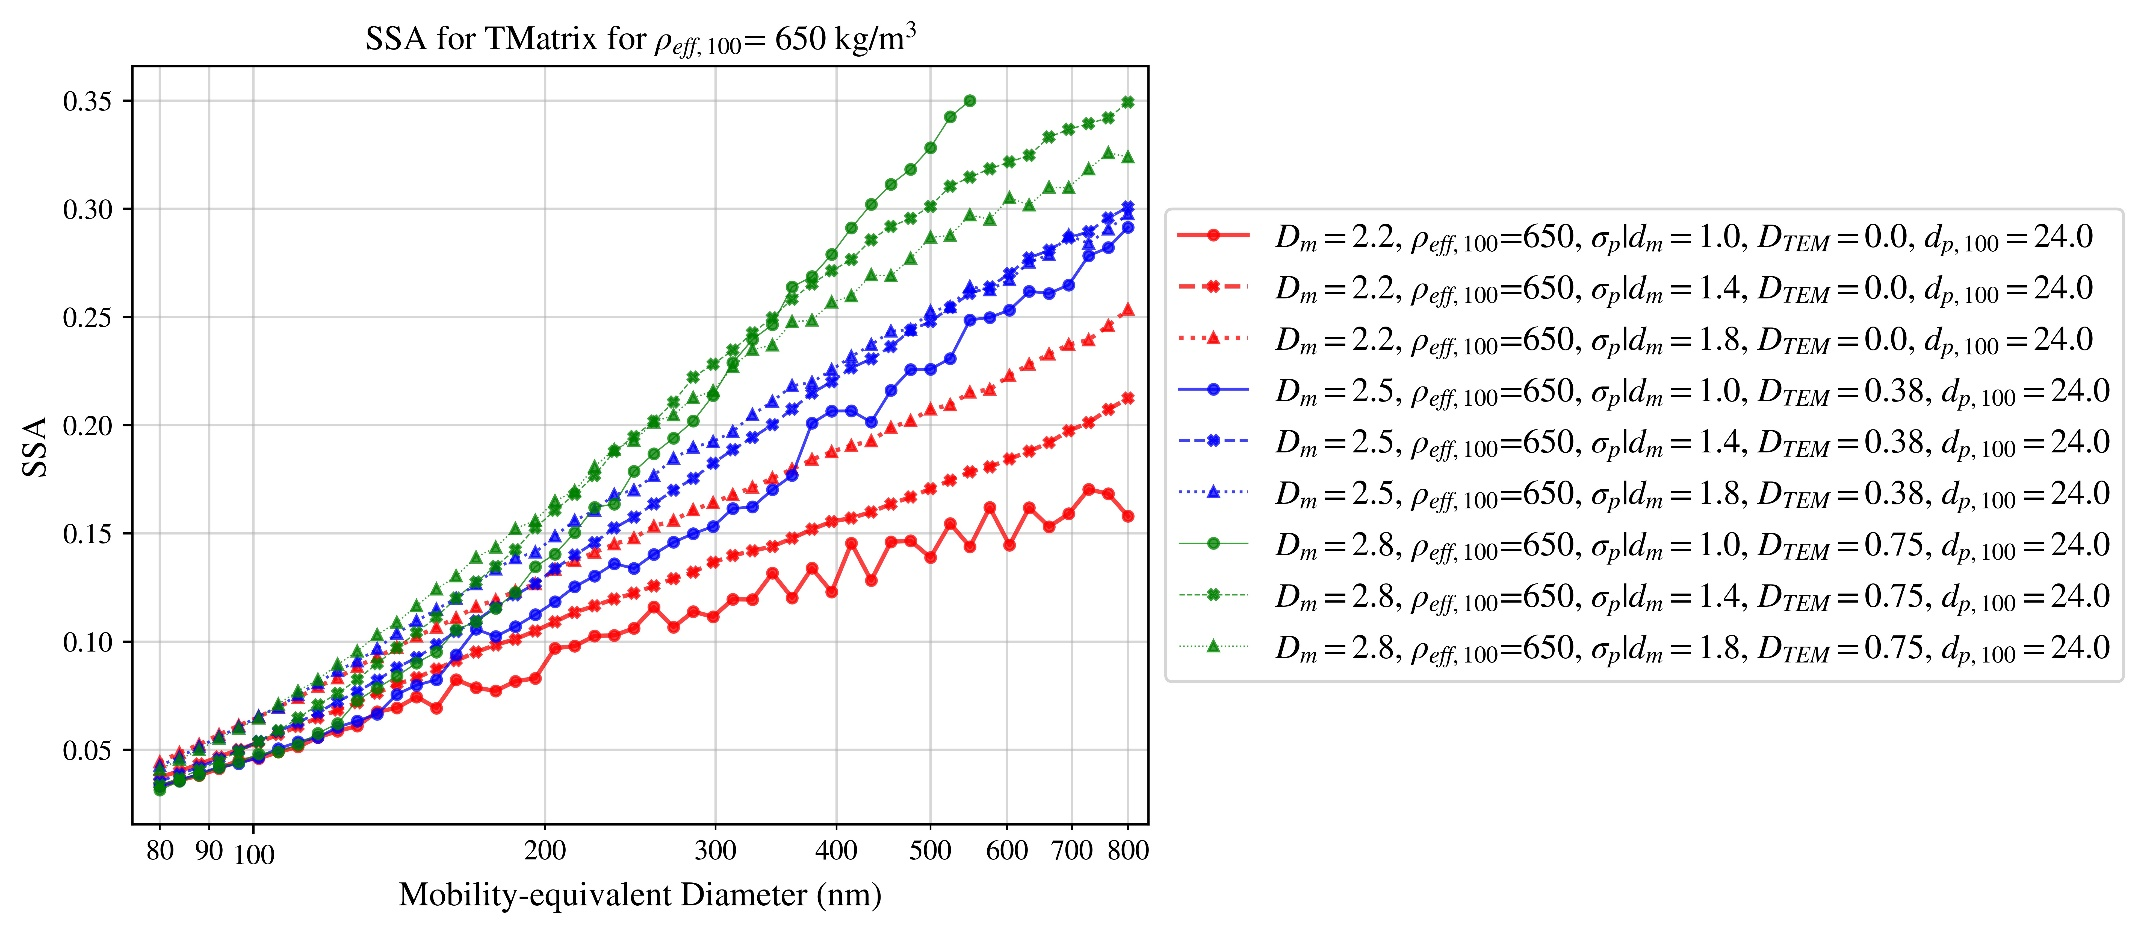 SSA for TMatrix for ρeff, 100= 650 kg/m³
SSA
0.35
0.30
0.25
0.20
0.15
0.10
0.05
80 90 100 200 300 400 500 600 700 800
Mobility-equivalent Diameter (nm)
Dm = 2.2, ρeff, 100=650, σp|dm = 1.0, DTEM = 0.0, dp, 100 = 24.0
Dm = 2.2, ρeff, 100=650, σp|dm = 1.4, DTEM = 0.0, dp, 100 = 24.0
Dm = 2.2, ρeff, 100=650, σp|dm = 1.8, DTEM = 0.0, dp, 100 = 24.0
Dm = 2.5, ρeff, 100=650, σp|dm = 1.0, DTEM = 0.38, dp, 100 = 24.0
Dm = 2.5, ρeff, 100=650, σp|dm = 1.4, DTEM = 0.38, dp, 100 = 24.0
Dm = 2.5, ρeff, 100=650, σp|dm = 1.8, DTEM = 0.38, dp, 100 = 24.0
Dm = 2.8, ρeff, 100=650, σp|dm = 1.0, DTEM = 0.75, dp, 100 = 24.0
Dm = 2.8, ρeff, 100=650, σp|dm = 1.4, DTEM = 0.75, dp, 100 = 24.0
Dm = 2.8, ρeff, 100=650, σp|dm = 1.8, DTEM = 0.75, dp, 100 = 24.0